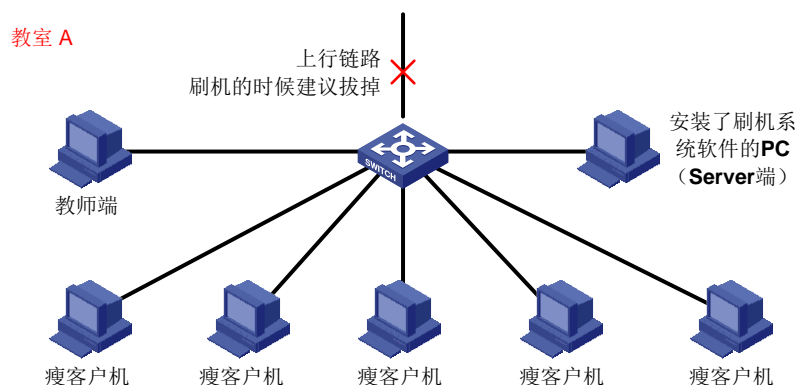 教室 A
上行链路
刷机的时候建议拔掉
安装了刷机系
统软件的PC
（Server端）
SWITCH
教师端
瘦客户机
瘦客户机
瘦客户机
瘦客户机
瘦客户机